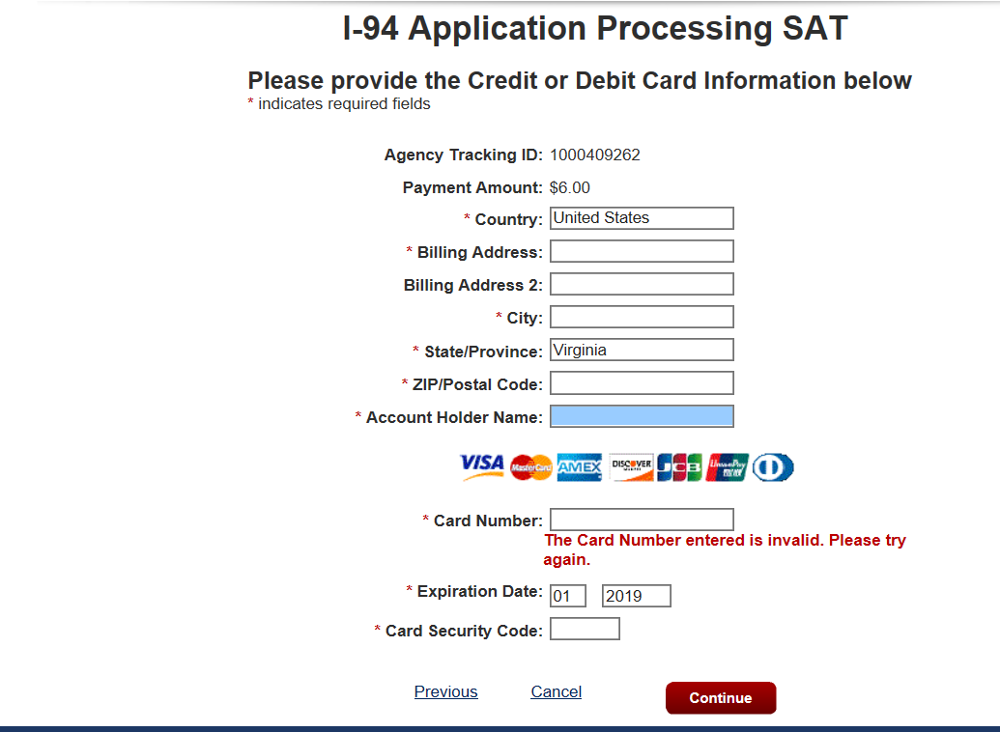 I-94 Application Processing SAT
Please provide the Credit or Debit Card Information below
* indicates required fields
Agency Tracking ID: 1000409262
Payment Amount: $6.00
* Country: United States
* Billing Address:
Billing Address 2:
* City:
* State/Province: Virginia
* ZIP/Postal Code:
* Account Holder Name:
VISA MasterCard AMEX DISCOVER JCB UnionPay
* Card Number:
The Card Number entered is invalid. Please try
again.
* Expiration Date: 01 2019
* Card Security Code:
Previous Cancel Continue